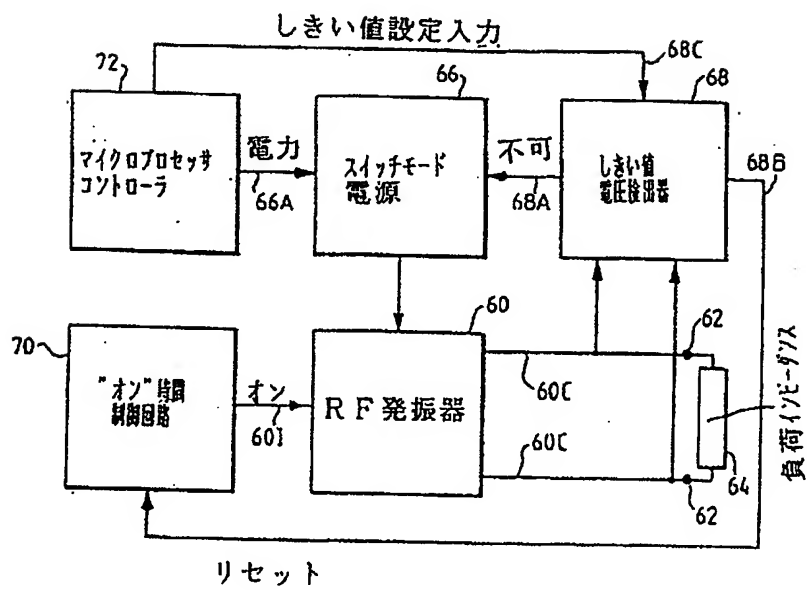 しきい値設定入力
68C
72
66
68
マイクロプロセッサ
コントローラ
電力
66A
スイッチモード
電源
不可
68A
しきい値
電圧検出器
68B
70
"オン"時間
制御回路
オン
60I
60
RF発振器
60C
60C
62
62
64
負荷インピーダンス
リセット